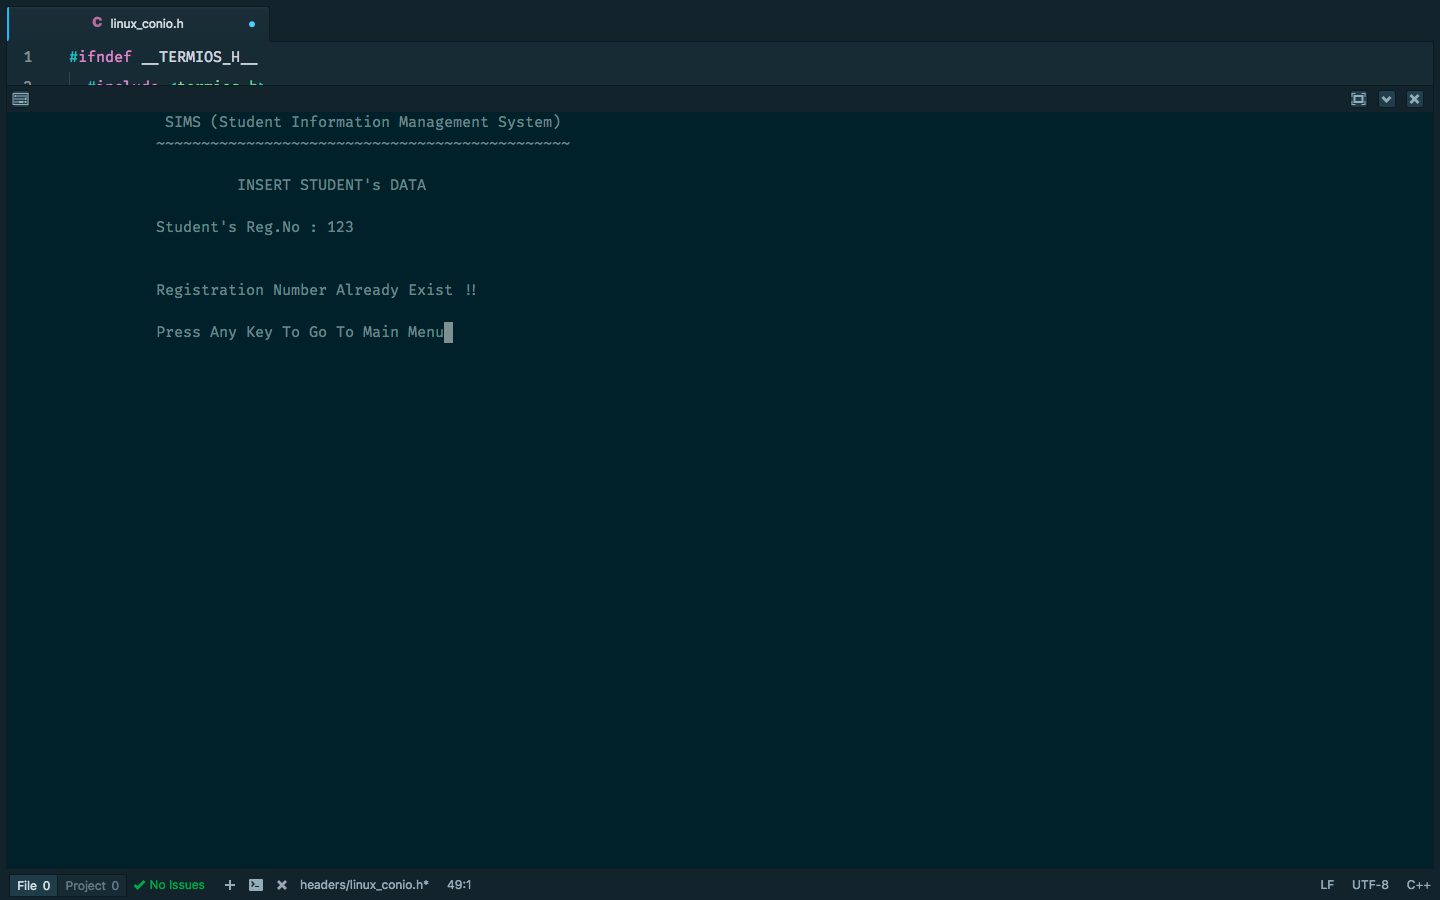 C linux_conio.h
1 #ifndef __TERMIOS_H__
2 #include <termios.h>
SIMS (Student Information Management System)
~~~~~~~~~~~~~~~~~~~~~~~~~~~~~~~~~~~~~~~~~~~~~~
INSERT STUDENT's DATA
Student's Reg.No : 123
Registration Number Already Exist !!
Press Any Key To Go To Main Menu
File 0 Project 0 No Issues headers/linux_conio.h* 49:1 LF UTF-8 C++